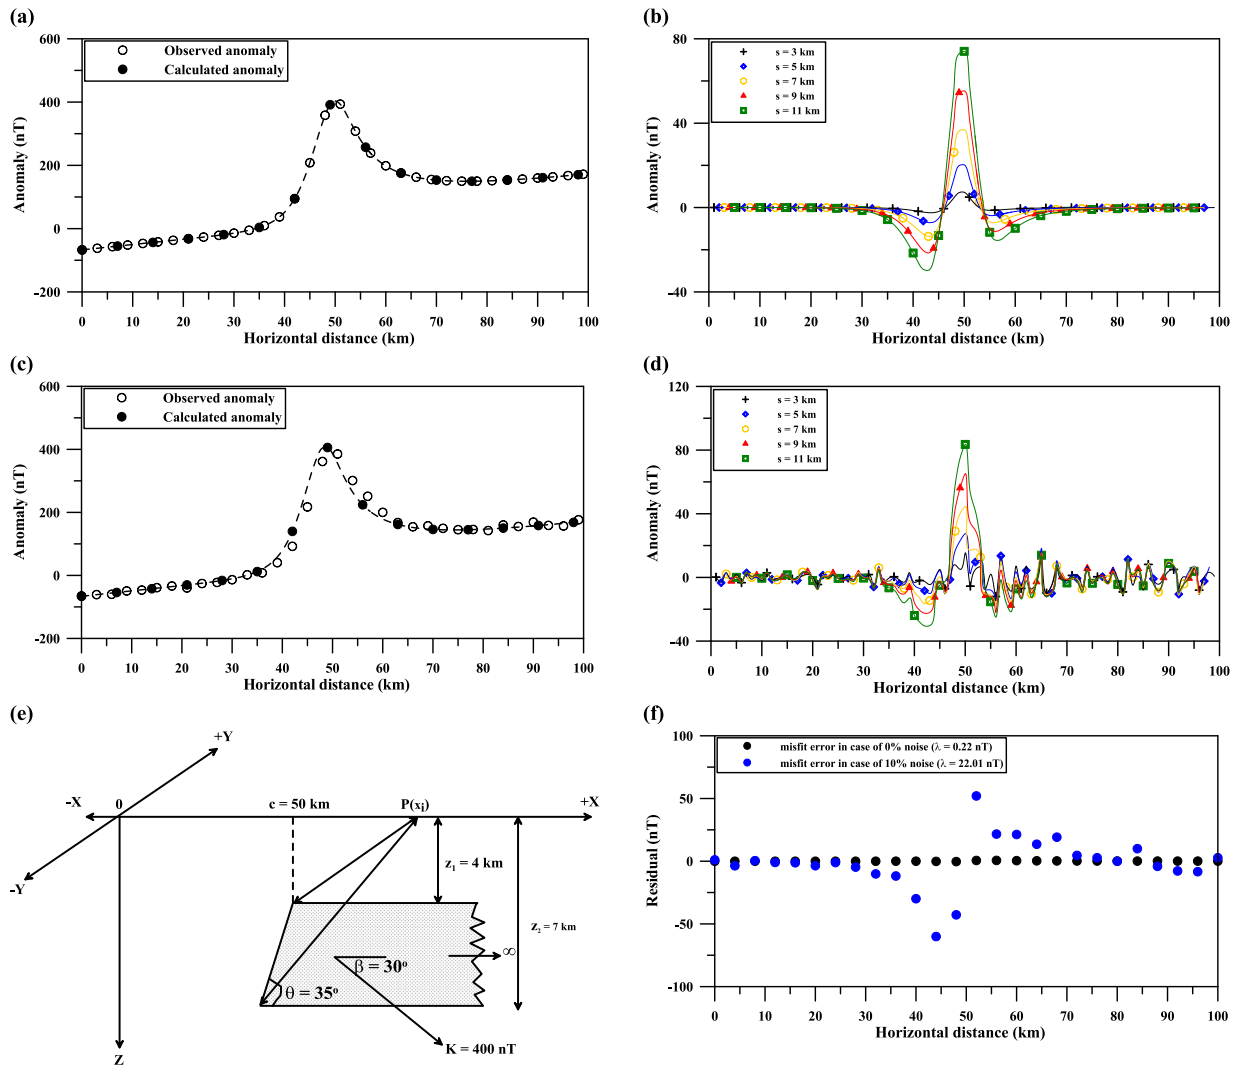 (a)
600
400
200
0
-200
Anomaly (nT)
Observed anomaly
Calculated anomaly
0 10 20 30 40 50 60 70 80 90 100
Horizontal distance (km)
(b)
80
40
0
-40
Anomaly (nT)
s = 3 km
s = 5 km
s = 7 km
s = 9 km
s = 11 km
0 10 20 30 40 50 60 70 80 90 100
Horizontal distance (km)
(c)
600
400
200
0
-200
Anomaly (nT)
Observed anomaly
Calculated anomaly
0 10 20 30 40 50 60 70 80 90 100
Horizontal distance (km)
(d)
120
80
40
0
-40
Anomaly (nT)
s = 3 km
s = 5 km
s = 7 km
s = 9 km
s = 11 km
0 10 20 30 40 50 60 70 80 90 100
Horizontal distance (km)
(e)
+Y
-X 0 c = 50 km P(xi) +X
-Y
z1 = 4 km
z2 = 7 km
∞
β = 30°
θ = 35°
K = 400 nT
Z
(f)
100
50
0
-50
-100
Residual (nT)
misfit error in case of 0% noise (λ = 0.22 nT)
misfit error in case of 10% noise (λ = 22.01 nT)
0 10 20 30 40 50 60 70 80 90 100
Horizontal distance (km)